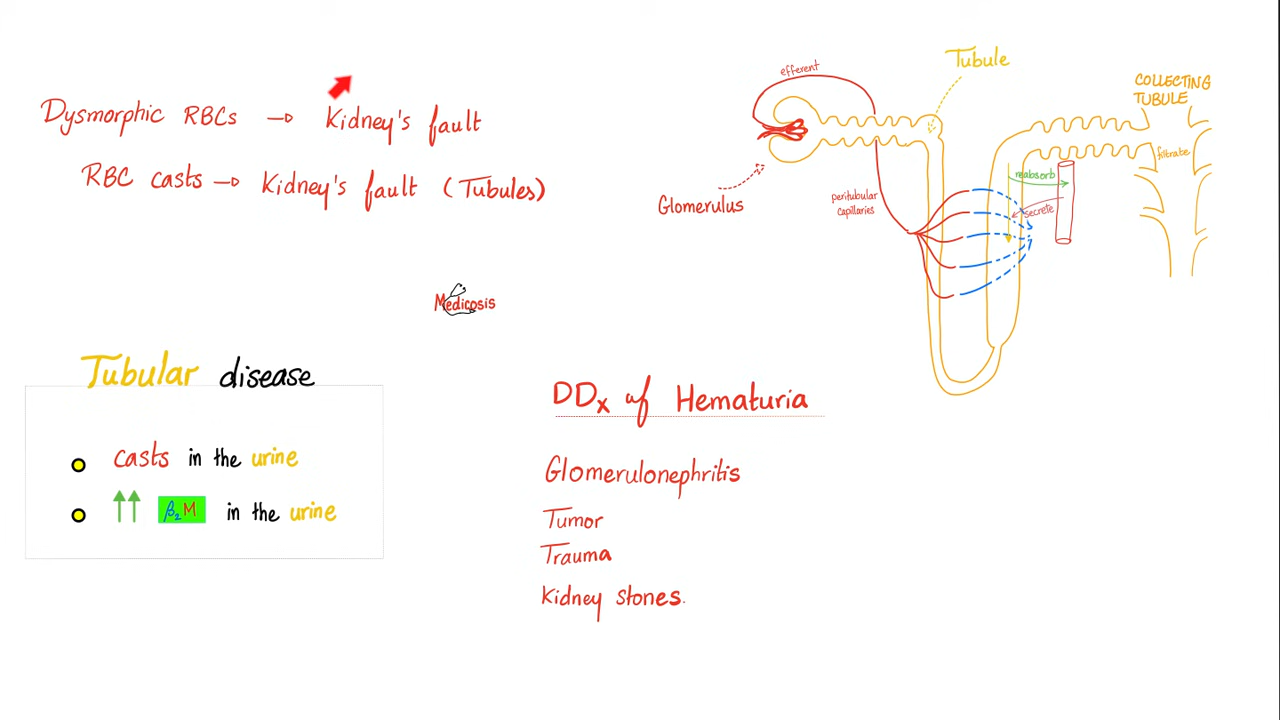 Dysmorphic RBCs → Kidney's fault
RBC casts → Kidney's fault (Tubules)
Medicosis
Tubular disease
casts in the urine
↑↑ β₂M in the urine
DDx of Hematuria
Glomerulonephritis
Tumor
Trauma
Kidney stones.
efferent
Tubule
COLLECTING
TUBULE
filtrate
reabsorb
secrete
peritubular
capillaries
Glomerulus